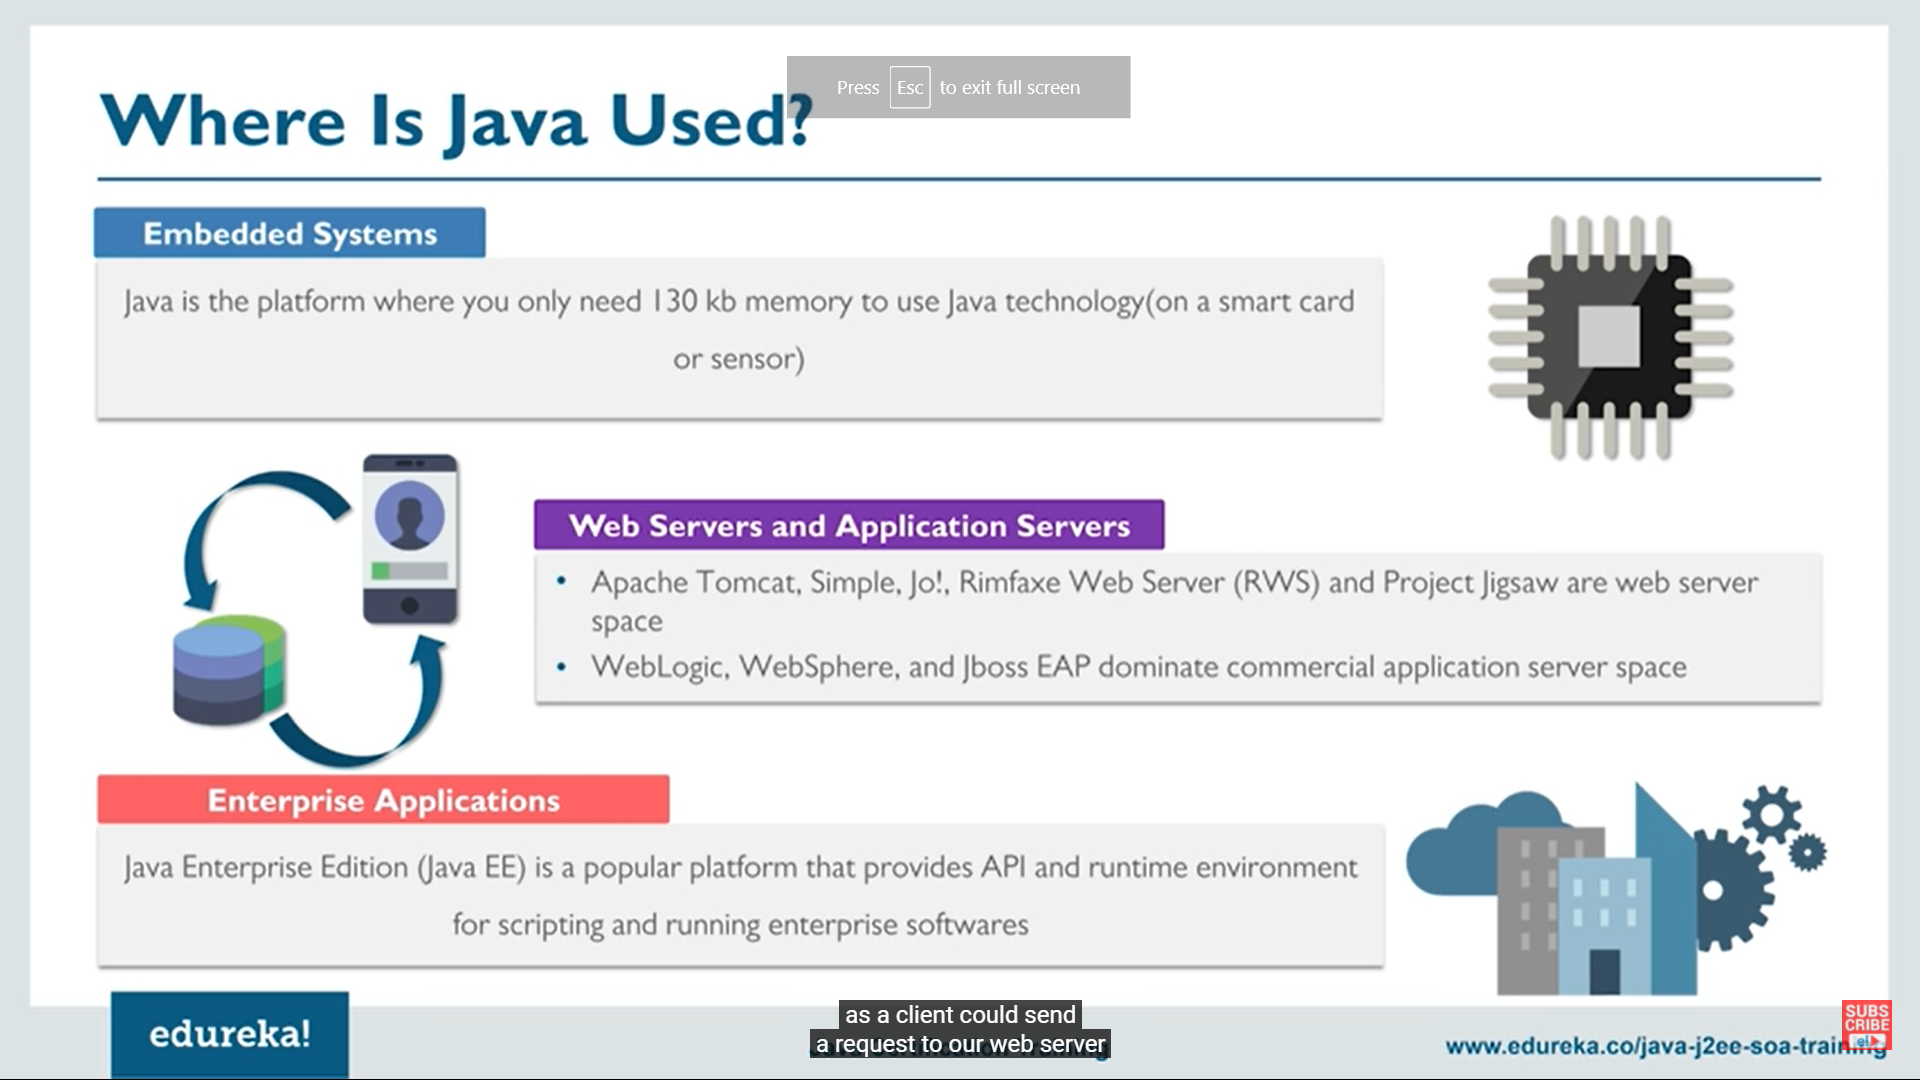 Press Esc to exit full screen
Where Is Java Used?
Embedded Systems
Java is the platform where you only need 130 kb memory to use Java technology(on a smart card
or sensor)
Web Servers and Application Servers
• Apache Tomcat, Simple, Jo!, Rimfaxe Web Server (RWS) and Project Jigsaw are web server
space
• WebLogic, WebSphere, and Jboss EAP dominate commercial application server space
Enterprise Applications
Java Enterprise Edition (Java EE) is a popular platform that provides API and runtime environment
for scripting and running enterprise softwares
edureka!
as a client could send
a request to our web server
www.edureka.co/java-j2ee-soa-training
SUBS
CRIBE
e!